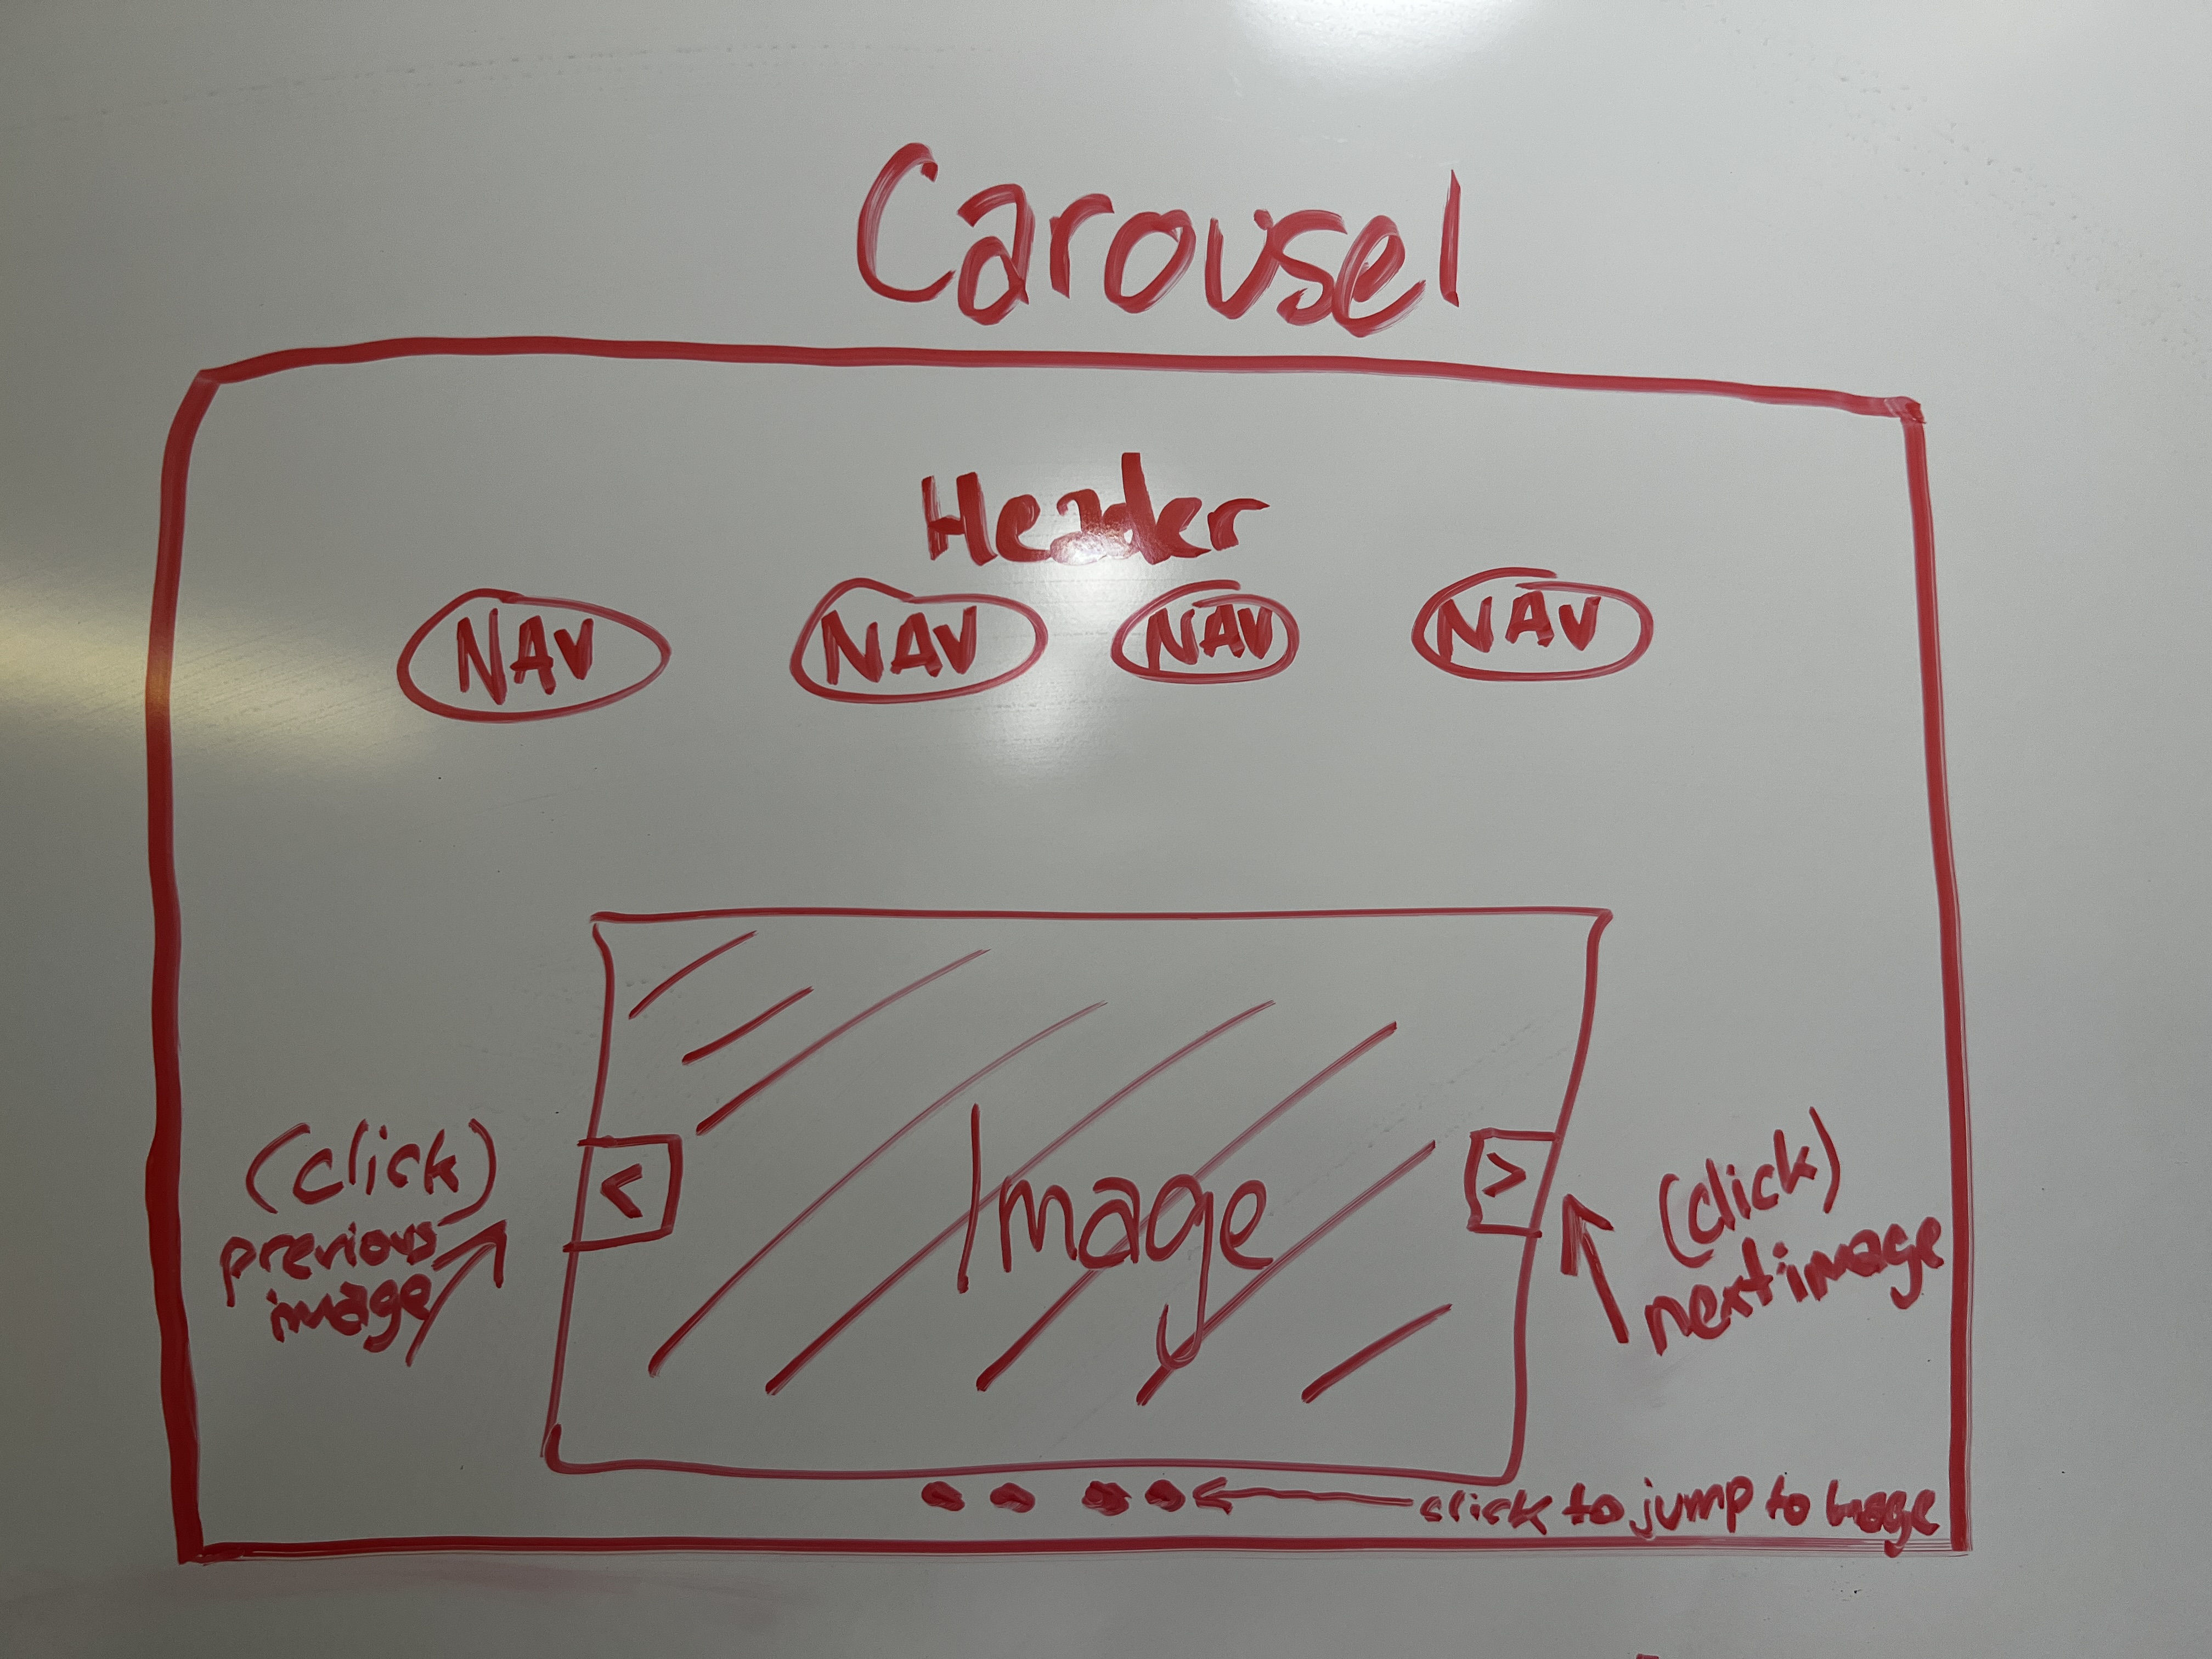 Carousel
Header
NAV NAV NAV NAV
Image
<
>
(click)
previous
image
(click)
next image
click to jump to Image